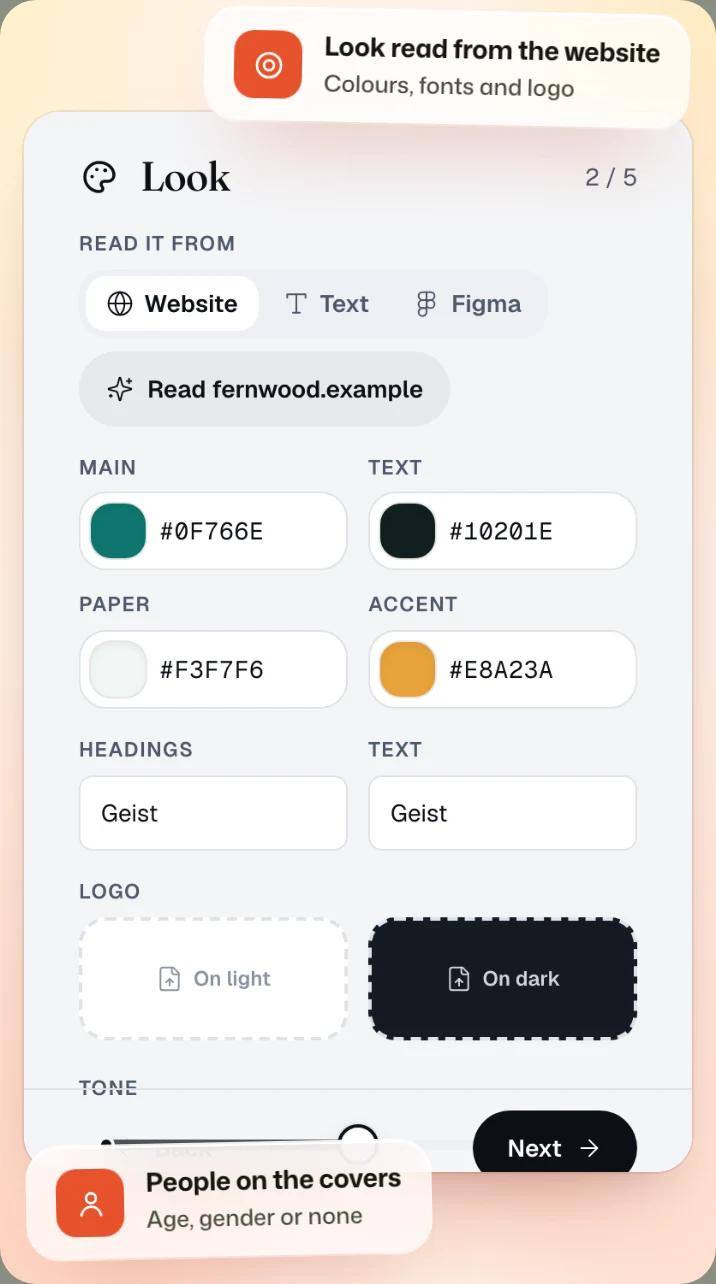 Look read from the website
Colours, fonts and logo
Look
2 / 5
READ IT FROM
Website
Text
Figma
Read fernwood.example
MAIN
TEXT
#0F766E
#10201E
PAPER
ACCENT
#F3F7F6
#E8A23A
HEADINGS
TEXT
Geist
Geist
LOGO
On light
On dark
TONE
Back
Next
People on the covers
Age, gender or none